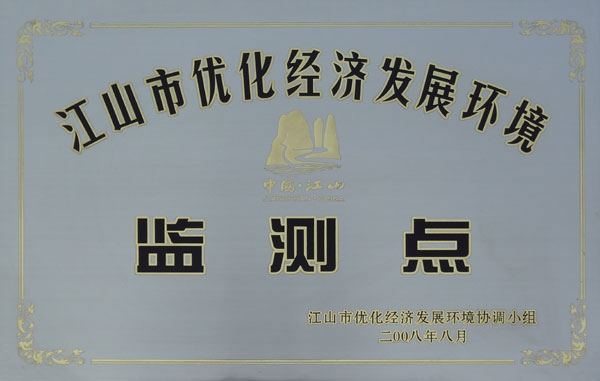 江山市优化经济发展环境
中国·江山
监测点
江山市优化经济发展环境协调小组
二00八年八月